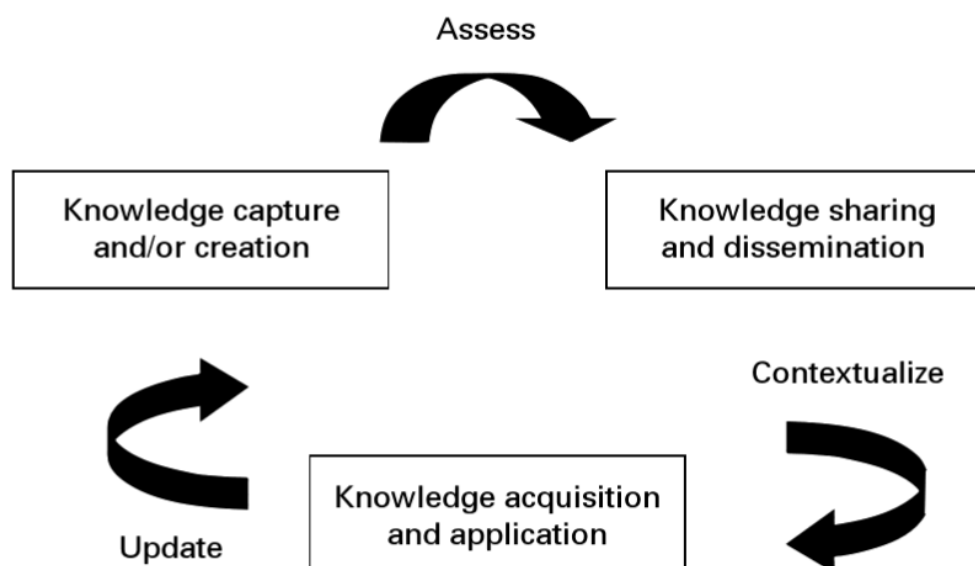 Assess
Knowledge capture
and/or creation
Knowledge sharing
and dissemination
Contextualize
Knowledge acquisition
and application
Update